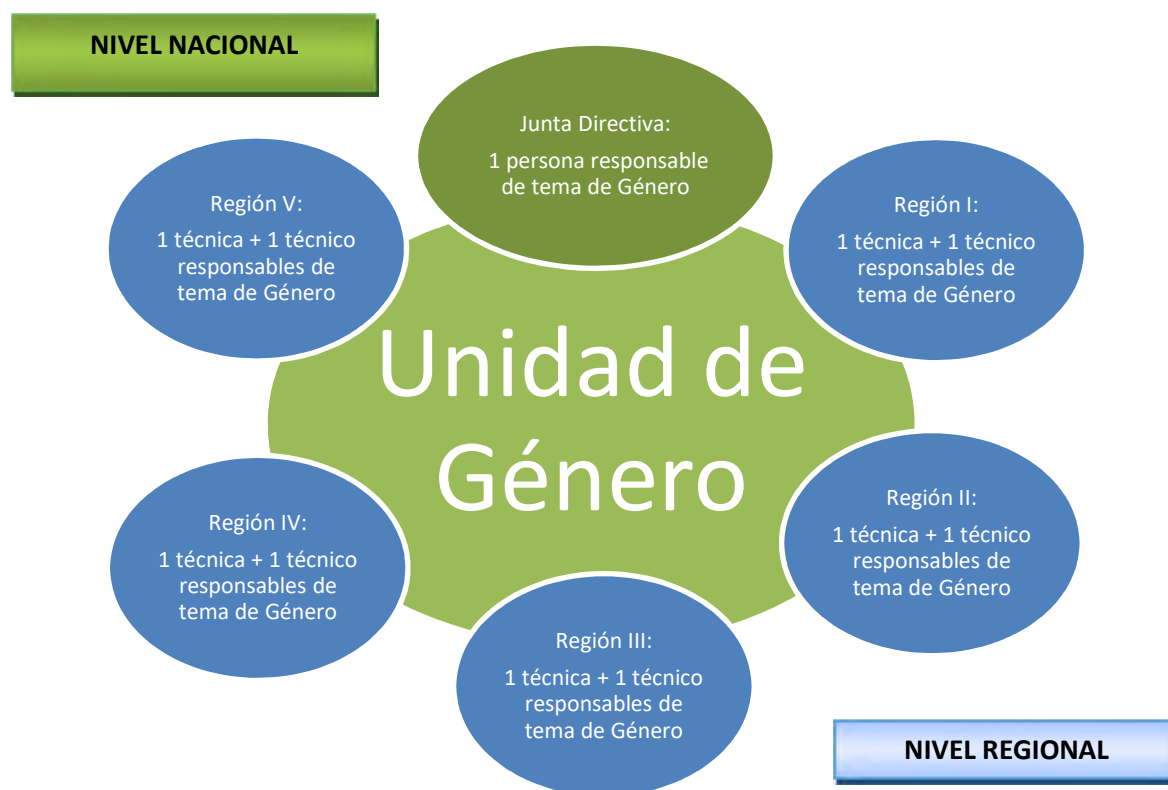 NIVEL NACIONAL
Junta Directiva:
1 persona responsable
de tema de Género
Región I:
1 técnica + 1 técnico
responsables de
tema de Género
Región II:
1 técnica + 1 técnico
responsables de
tema de Género
Región III:
1 técnica + 1 técnico
responsables de
tema de Género
Región IV:
1 técnica + 1 técnico
responsables de
tema de Género
Región V:
1 técnica + 1 técnico
responsables de
tema de Género
Unidad de
Género
NIVEL REGIONAL